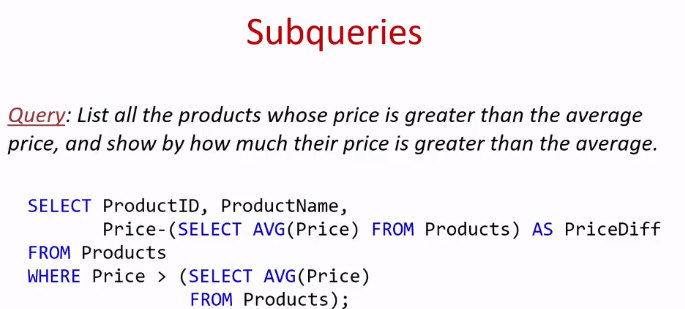 Subqueries
Query: List all the products whose price is greater than the average
price, and show by how much their price is greater than the average.
SELECT ProductID, ProductName,
Price-(SELECT AVG(Price) FROM Products) AS PriceDiff
FROM Products
WHERE Price > (SELECT AVG(Price)
FROM Products);